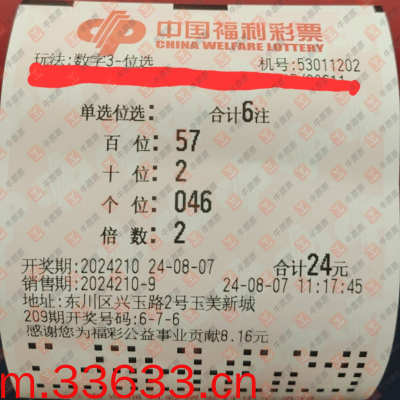 中国福利彩票
CHINA WELFARE LOTTERY
玩法:数字3-位选 机号:53011202
单选位选: 合计6注
百位: 57
十位: 2
个位: 046
倍数: 2
开奖期:2024210 24-08-07 合计24元
销售期:2024210-9 24-08-07 11:17:45
地址:东川区兴玉路2号玉美新城
209期开奖号码:6-7-6
感谢您为福彩公益事业贡献8.16元
m.33633.cn